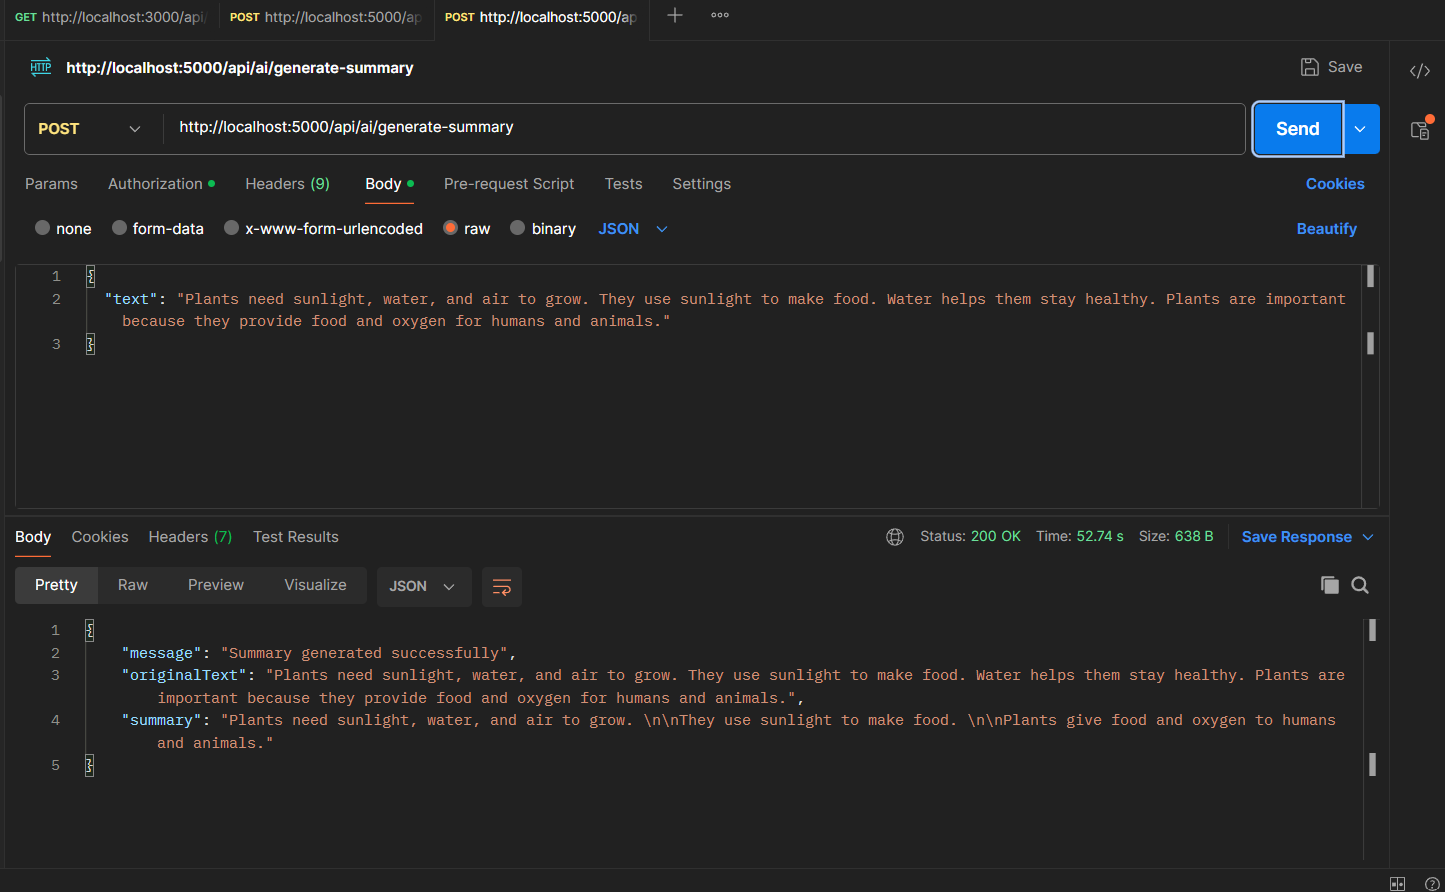 GET http://localhost:3000/api/
POST http://localhost:5000/ap
POST http://localhost:5000/ap
HTTP http://localhost:5000/api/ai/generate-summary
Save
POST http://localhost:5000/api/ai/generate-summary
Send
Params Authorization Headers (9) Body Pre-request Script Tests Settings Cookies
none form-data x-www-form-urlencoded raw binary JSON Beautify
1 {
2 "text": "Plants need sunlight, water, and air to grow. They use sunlight to make food. Water helps them stay healthy. Plants are important
because they provide food and oxygen for humans and animals."
3 }
Body Cookies Headers (7) Test Results Status: 200 OK Time: 52.74 s Size: 638 B Save Response
Pretty Raw Preview Visualize JSON
1 {
2 "message": "Summary generated successfully",
3 "originalText": "Plants need sunlight, water, and air to grow. They use sunlight to make food. Water helps them stay healthy. Plants are
important because they provide food and oxygen for humans and animals.",
4 "summary": "Plants need sunlight, water, and air to grow. \n\nThey use sunlight to make food. \n\nPlants give food and oxygen to humans
and animals."
5 }